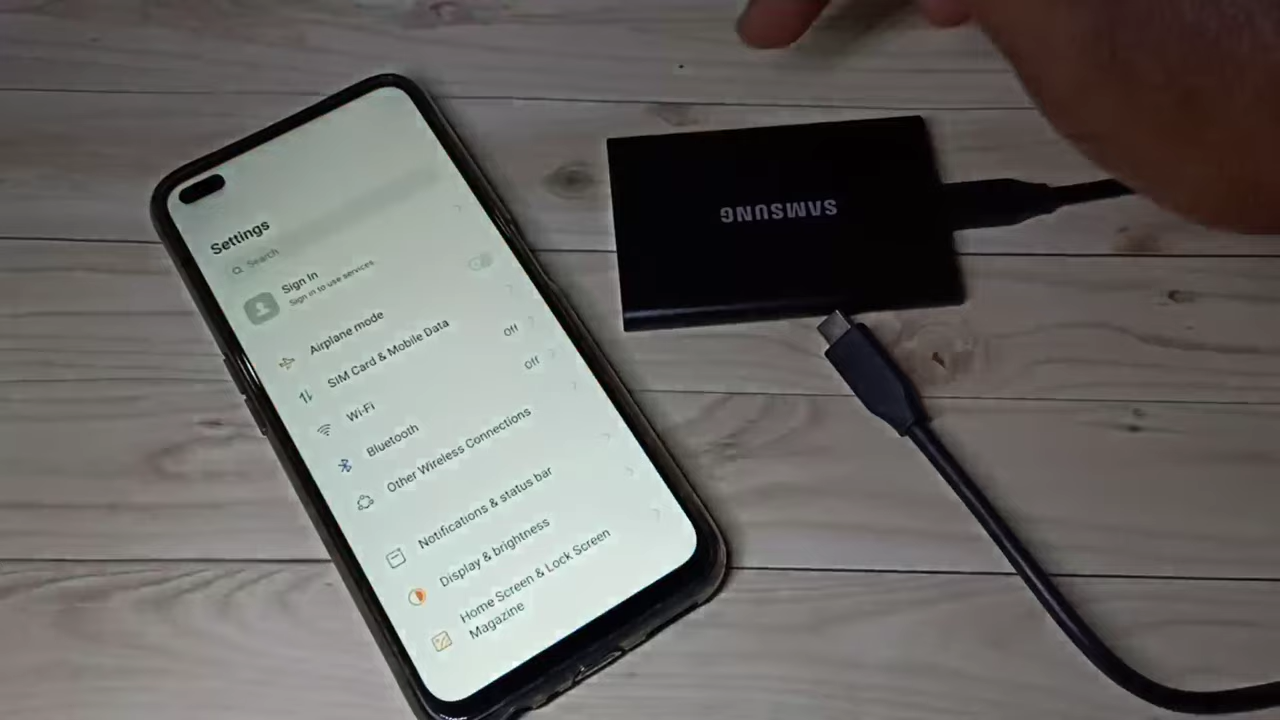 Settings
Search
Sign In
Sign in to use services.
Airplane mode
SIM Card & Mobile Data
Wi-Fi
Off
Bluetooth
Off
Other Wireless Connections
Notifications & status bar
Display & brightness
Home Screen & Lock Screen
Magazine
SAMSUNG